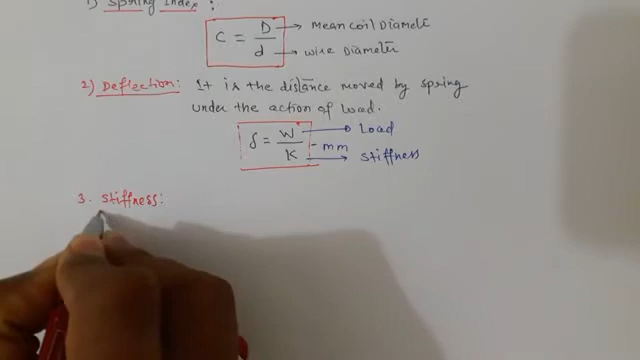 1) Spring Index :
C = D / d
Mean coil Diamete
wire Diameter
2) Deflection: It is the distance moved by spring
under the action of Load.
δ = W / K - mm
Load
stiffness
3. stiffness: